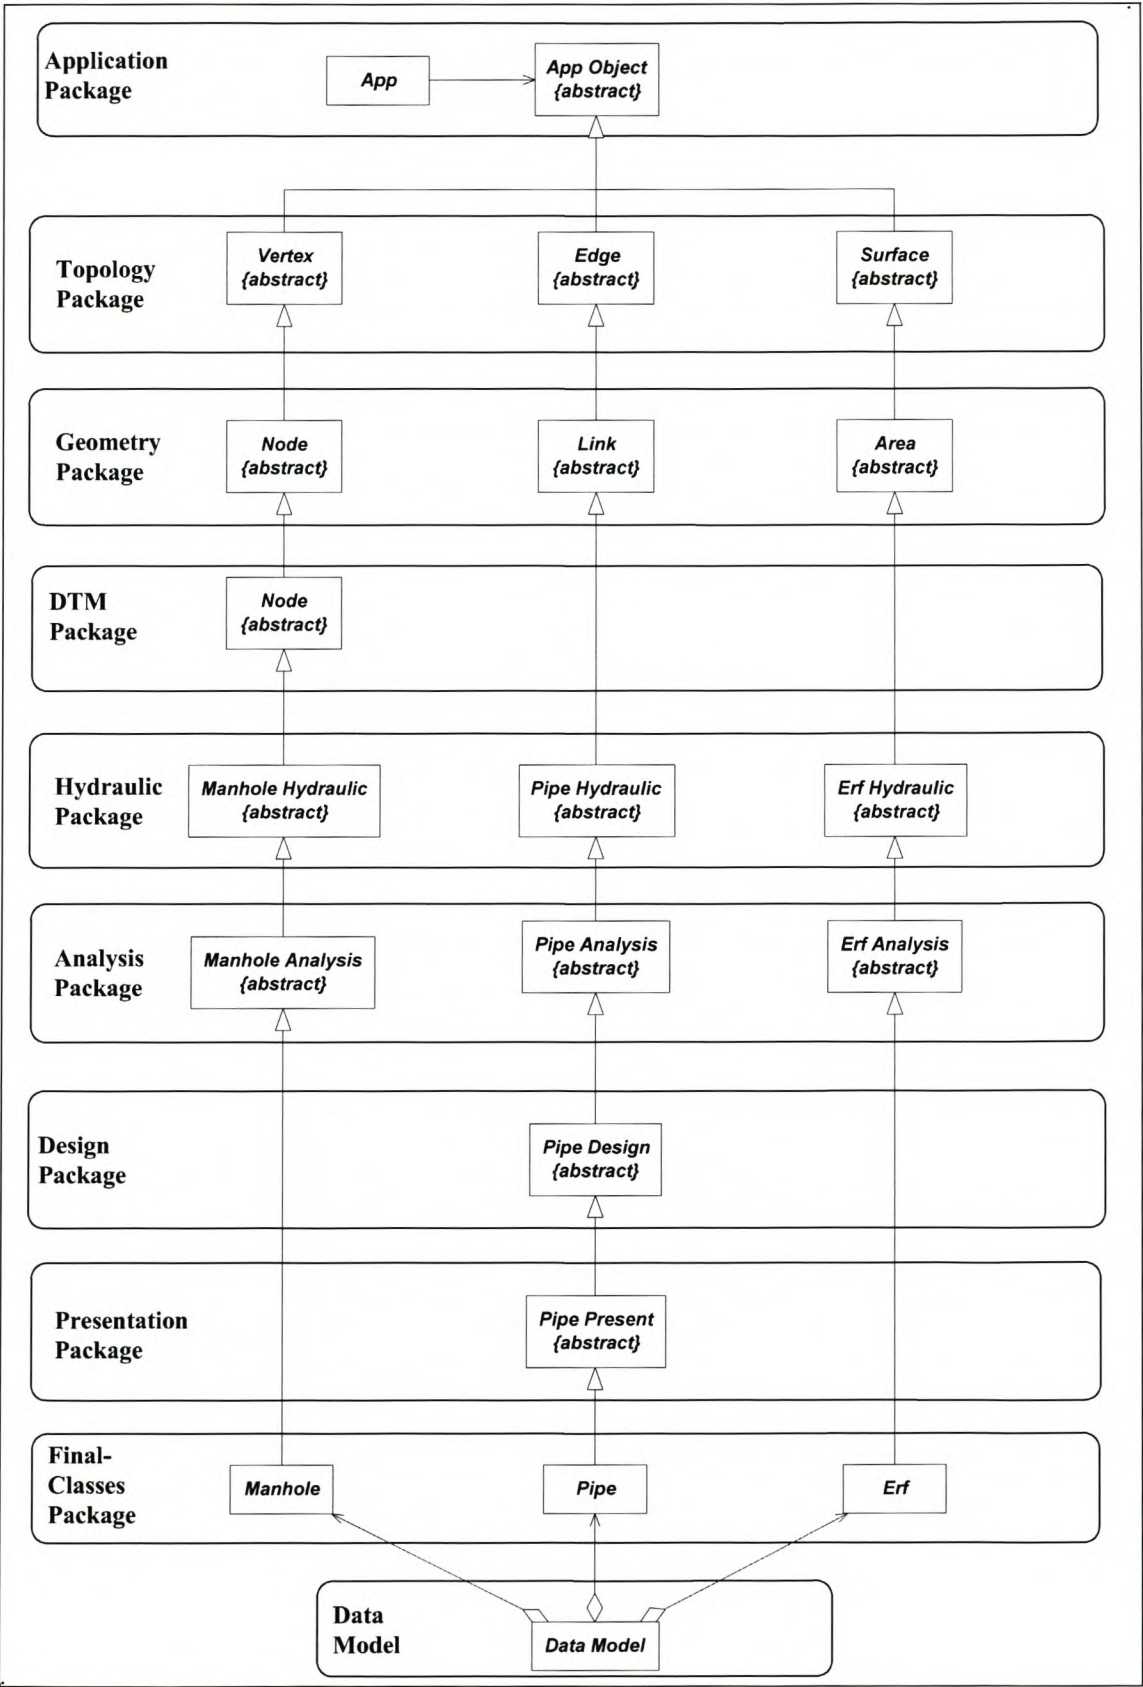 Application
Package
App
App Object
{abstract}
Topology
Package
Vertex
{abstract}
Edge
{abstract}
Surface
{abstract}
Geometry
Package
Node
{abstract}
Link
{abstract}
Area
{abstract}
DTM
Package
Node
{abstract}
Hydraulic
Package
Manhole Hydraulic
{abstract}
Pipe Hydraulic
{abstract}
Erf Hydraulic
{abstract}
Analysis
Package
Manhole Analysis
{abstract}
Pipe Analysis
{abstract}
Erf Analysis
{abstract}
Design
Package
Pipe Design
{abstract}
Presentation
Package
Pipe Present
{abstract}
Final-
Classes
Package
Manhole
Pipe
Erf
Data
Model
Data Model